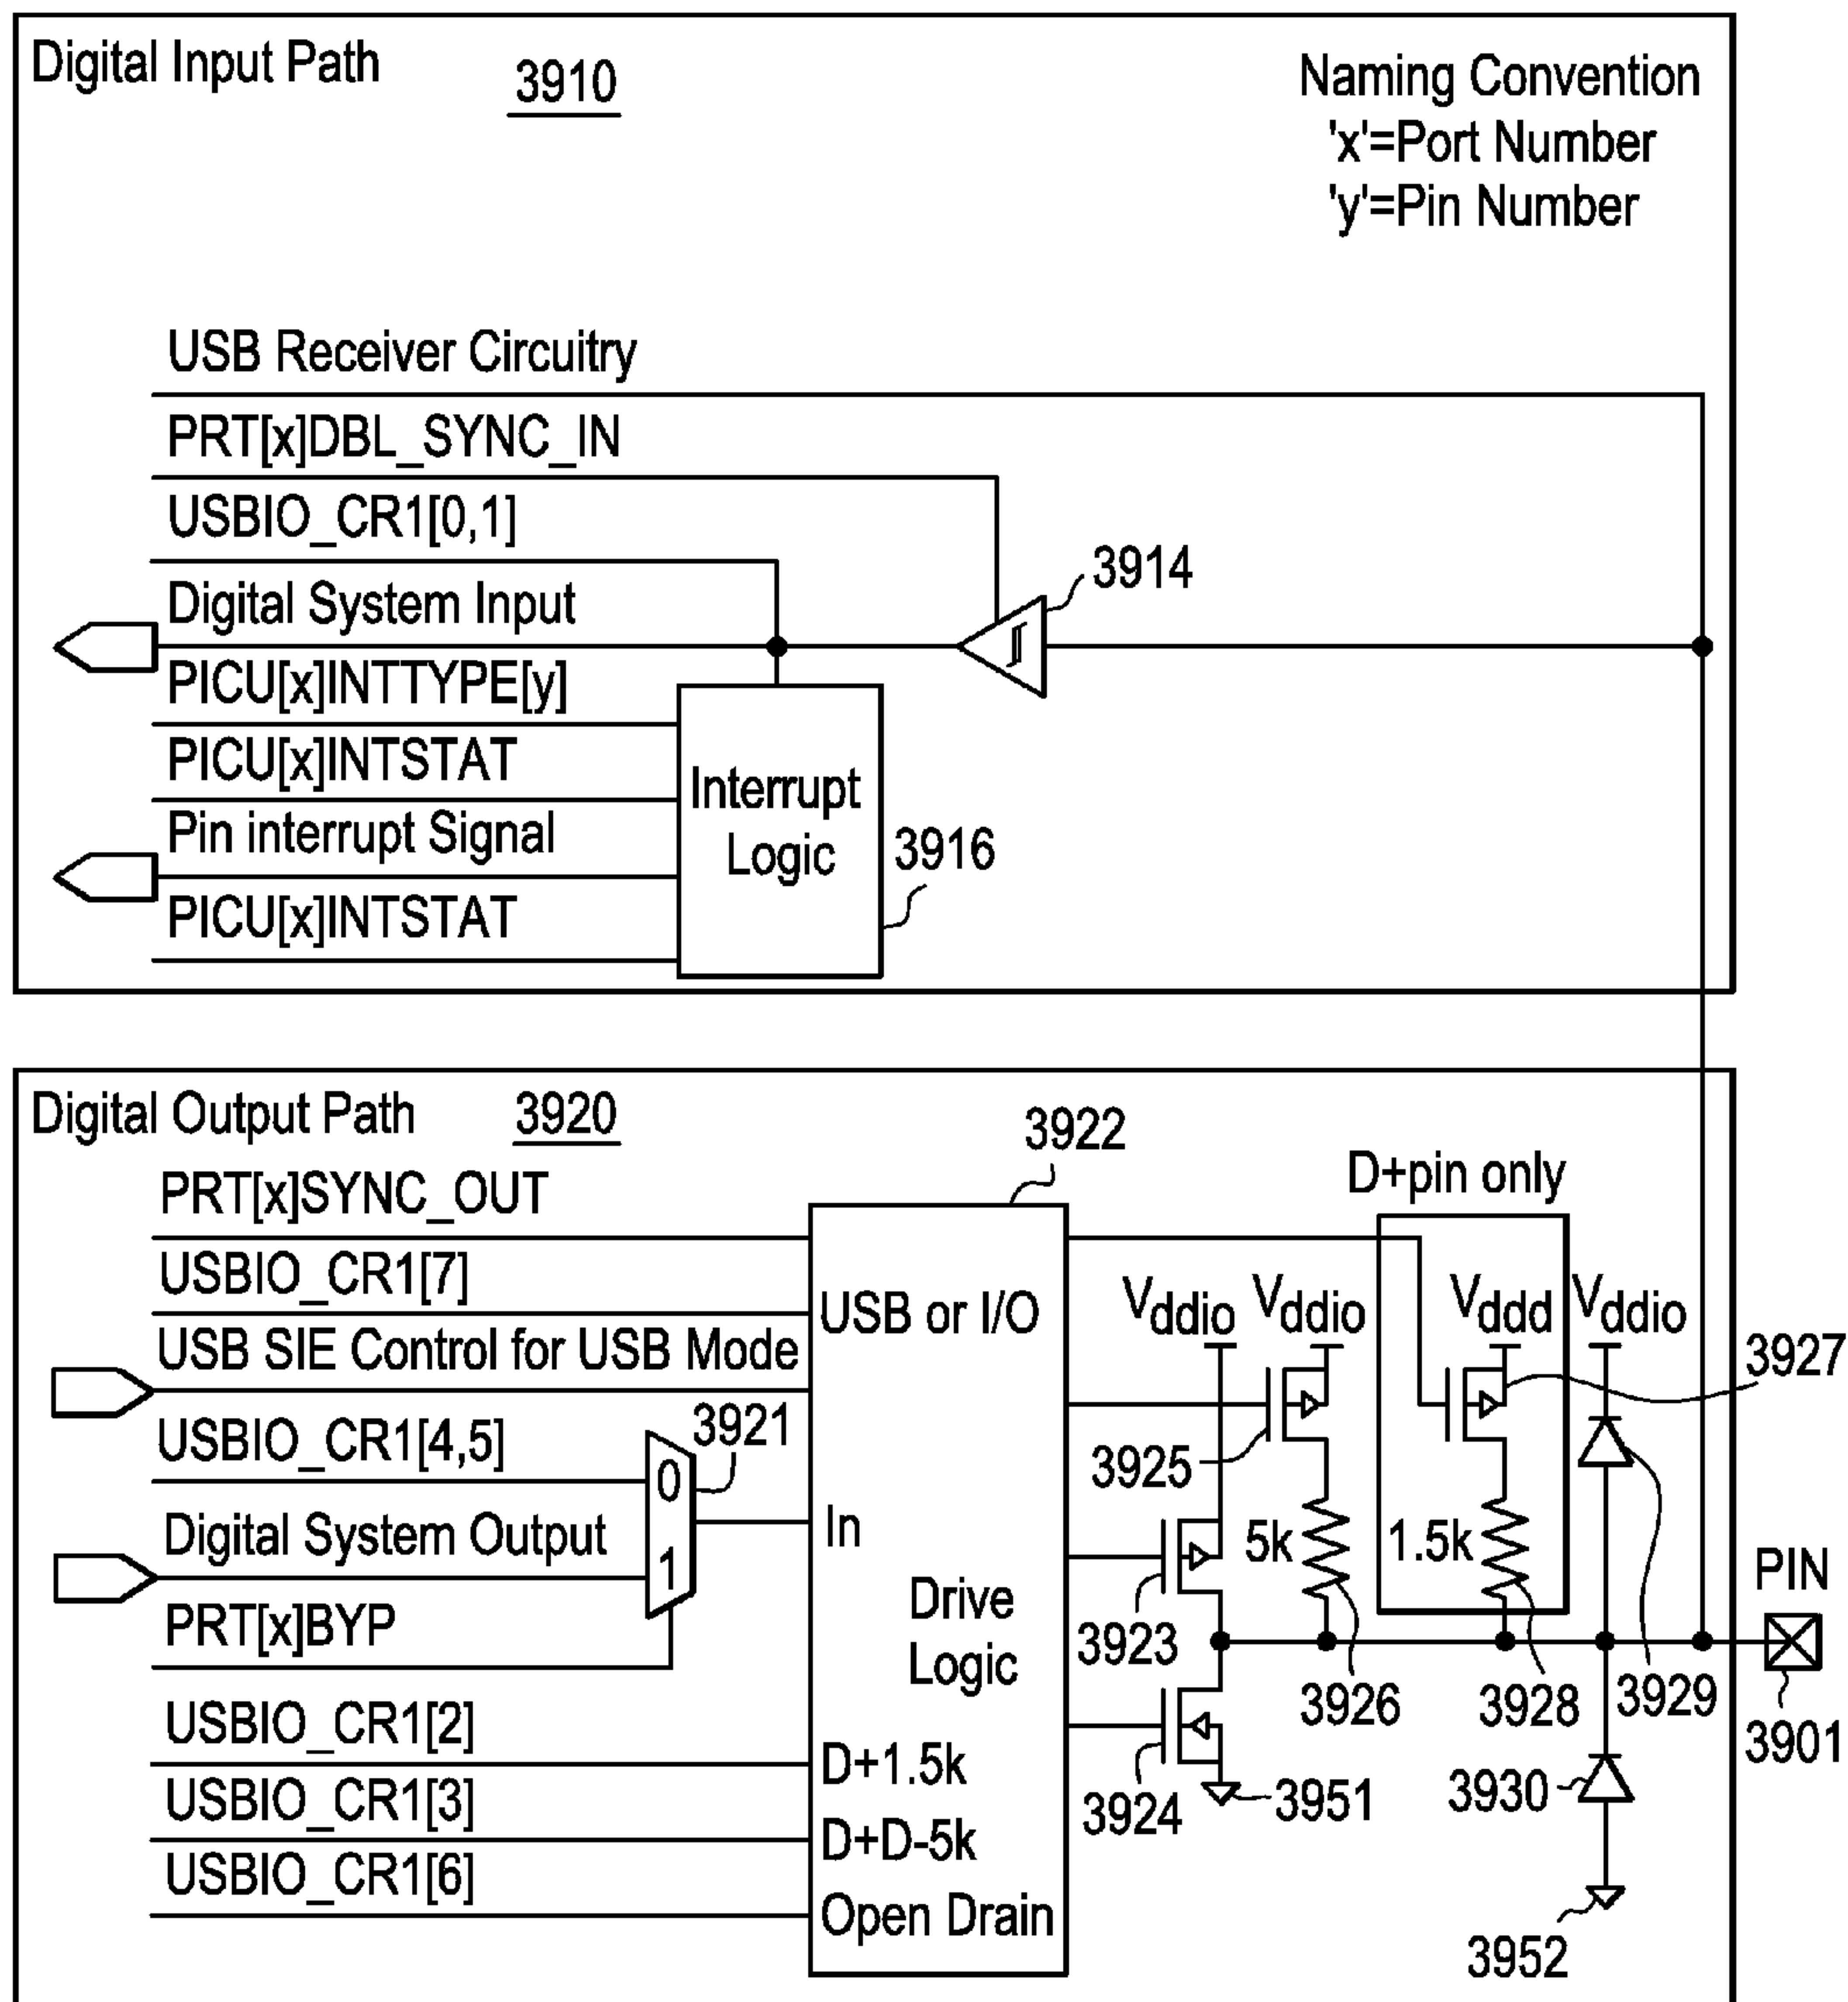 Digital Input Path
3910
Naming Convention
'x'=Port Number
'y'=Pin Number
USB Receiver Circuitry
PRT[x]DBL_SYNC_IN
USBIO_CR1[0,1]
3914
Digital System Input
PICU[x]INTTYPE[y]
PICU[x]INTSTAT
Interrupt
Logic
3916
Pin interrupt Signal
PICU[x]INTSTAT
Digital Output Path
3920
3922
D+pin only
PRT[x]SYNC_OUT
USBIO_CR1[7]
USB or I/O
Vddio
Vddio
Vddd
Vddio
3927
USB SIE Control for USB Mode
USBIO_CR1[4,5]
3921
0
1
3925
Digital System Output
In
5k
1.5k
PIN
PRT[x]BYP
Drive
Logic
3923
3926
3928
3929
3901
USBIO_CR1[2]
D+1.5k
3924
3951
3930
USBIO_CR1[3]
D+D-5k
USBIO_CR1[6]
Open Drain
3952